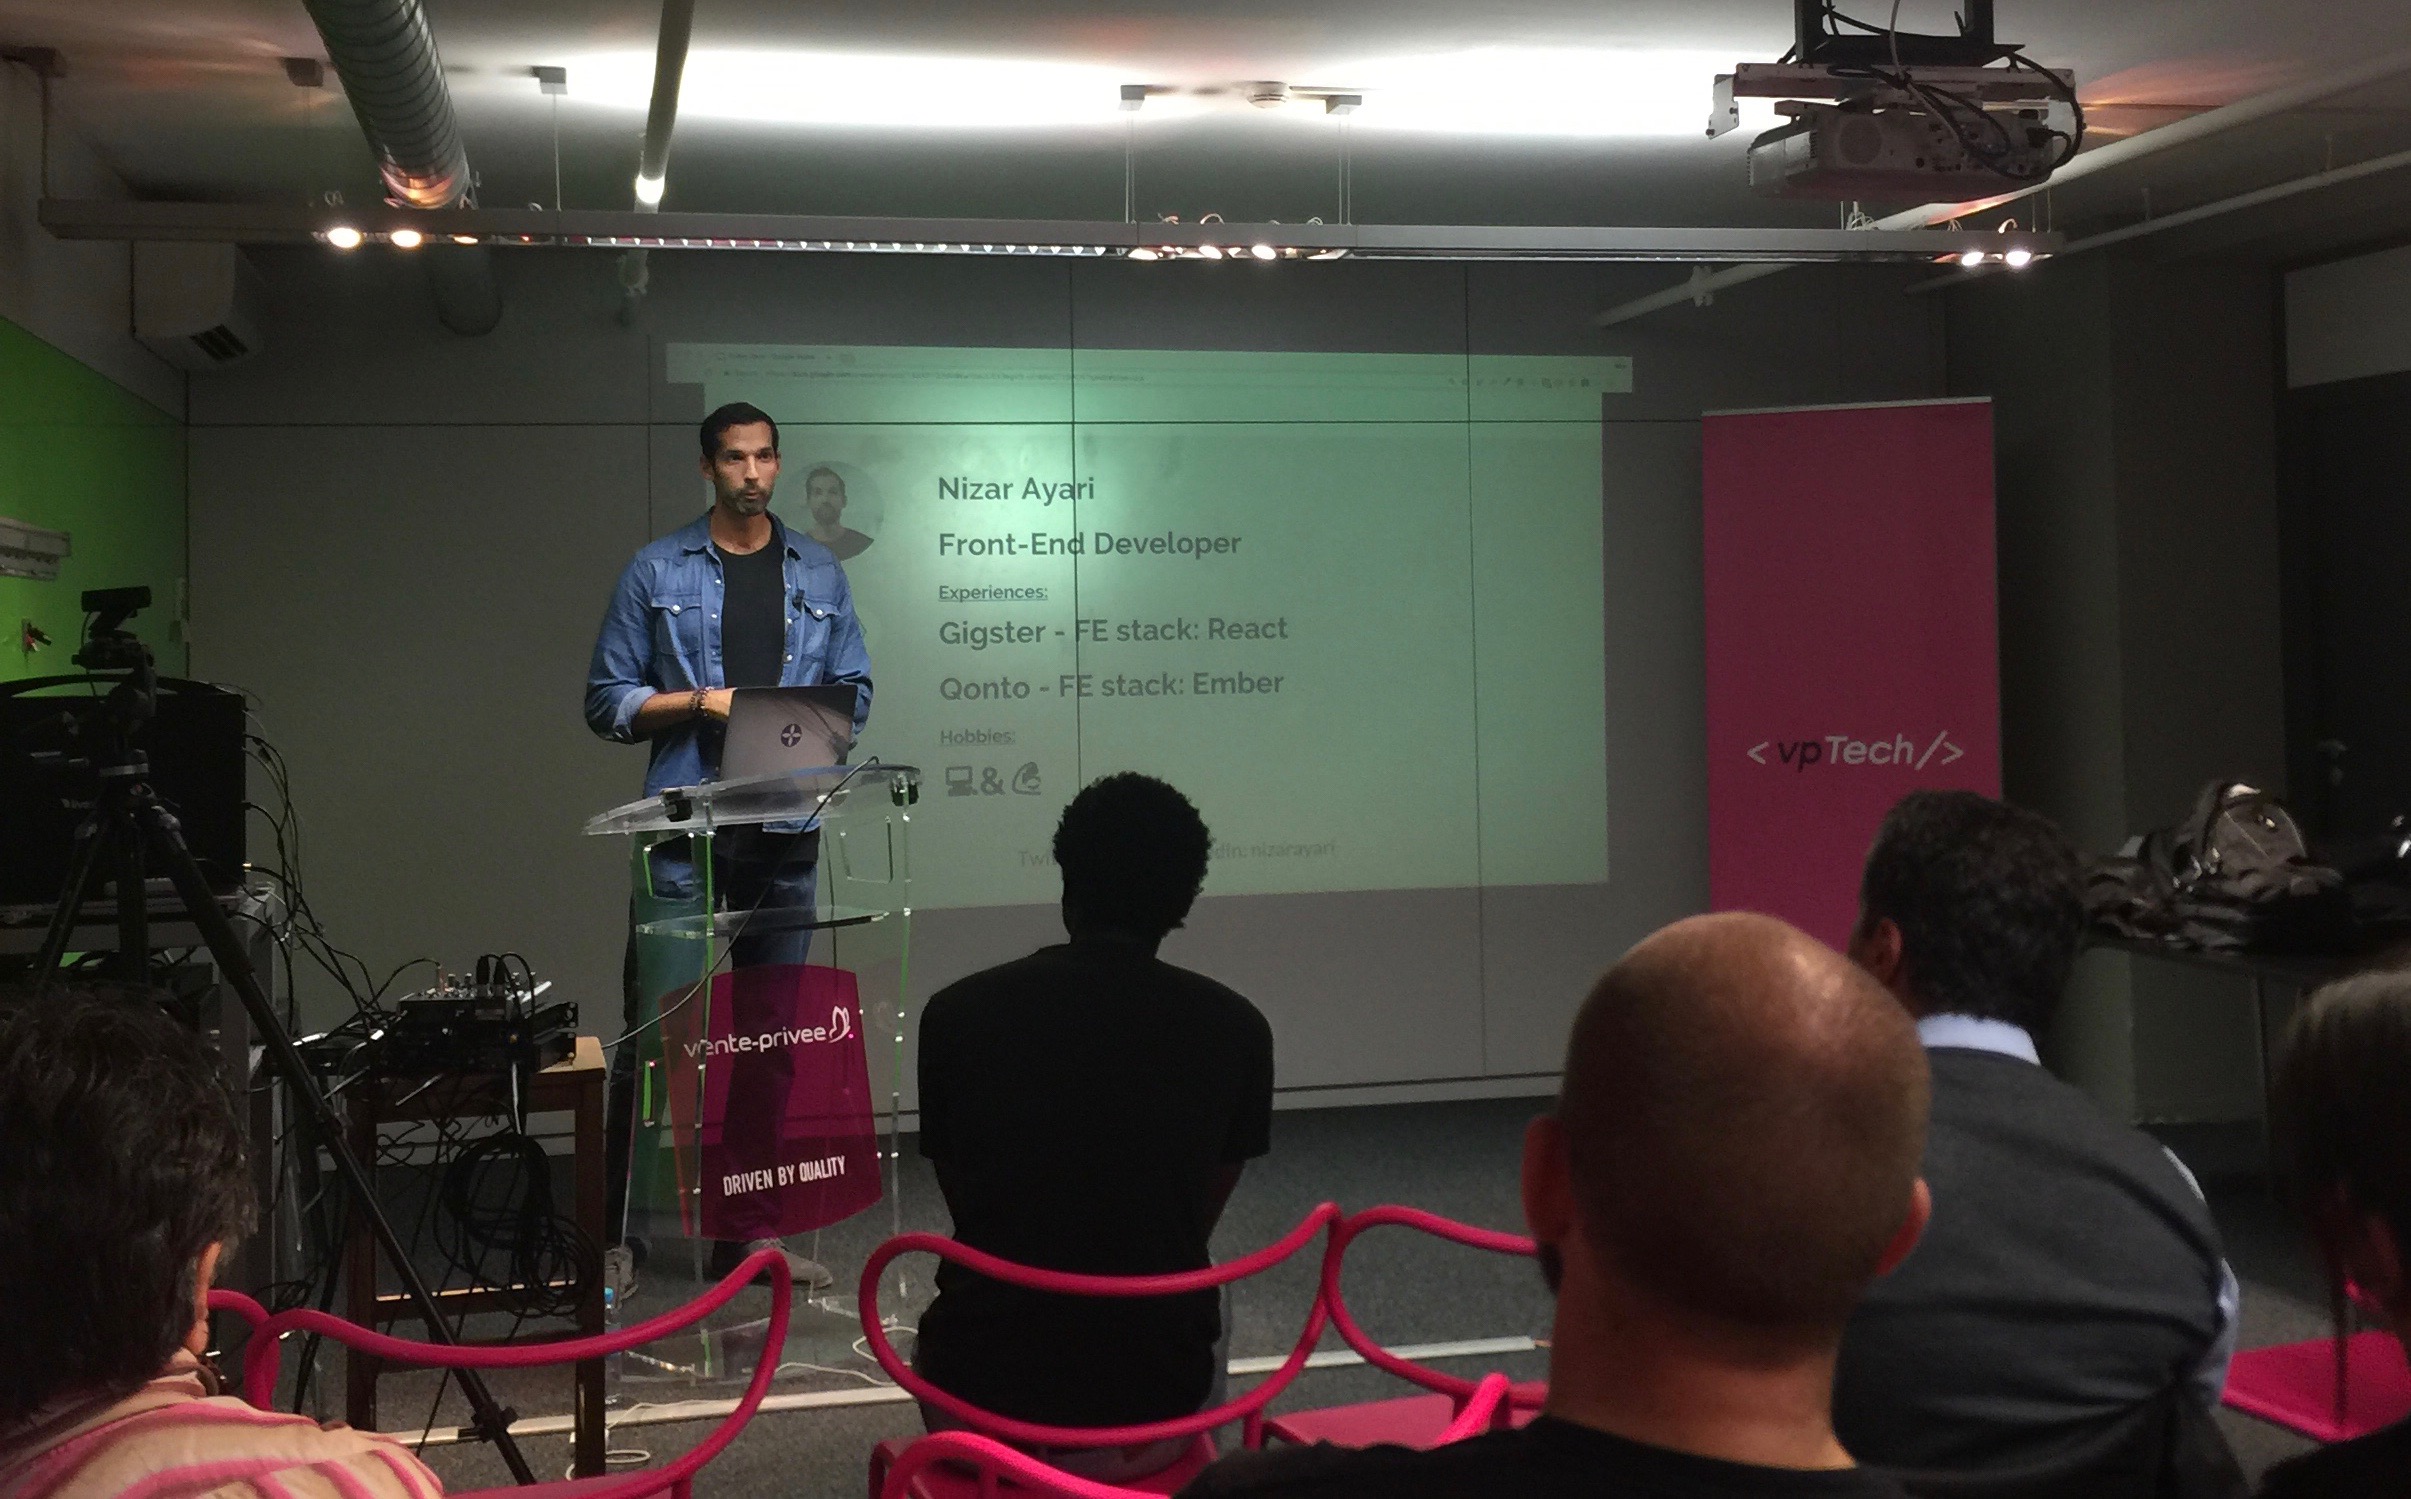 Nizar Ayari
Front-End Developer
Experiences:
Gigster - FE stack: React
Qonto - FE stack: Ember
Hobbies:
&
nizarayari
< vpTech/>
vente-privee
DRIVEN BY QUALITY